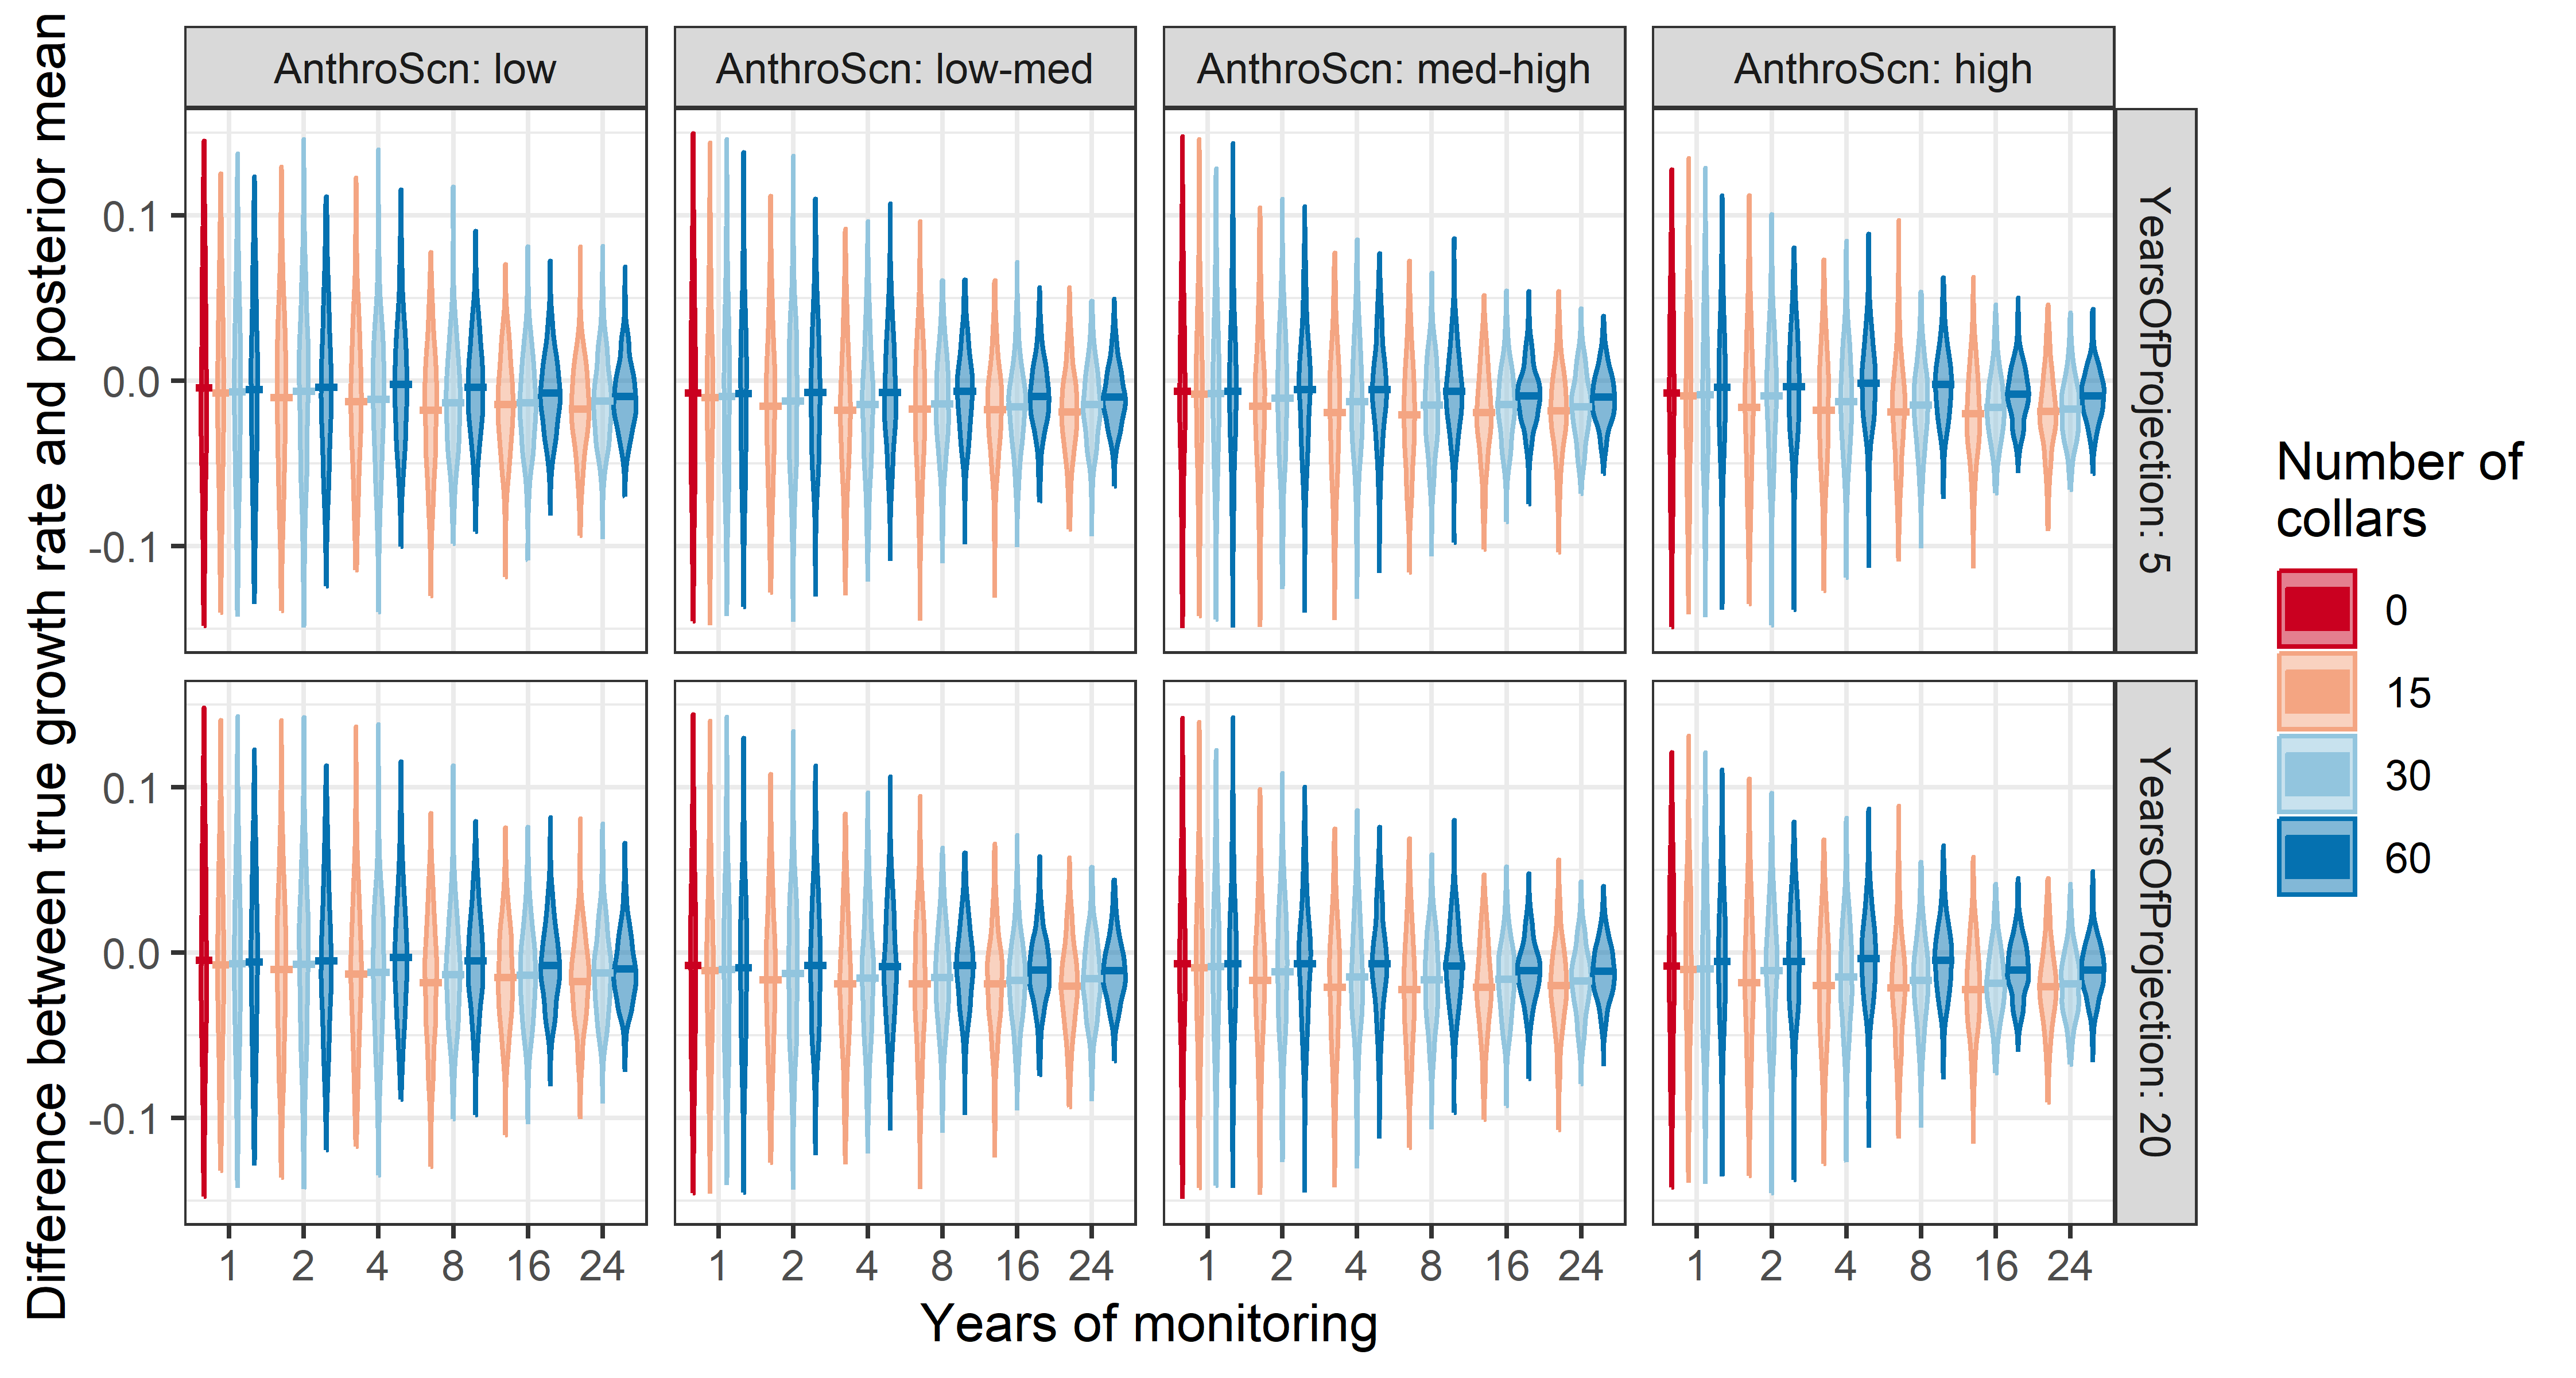 Difference between true growth rate and posterior mean
AnthroScn: low
AnthroScn: low-med
AnthroScn: med-high
AnthroScn: high
0.1
0.0
-0.1
YearsOfProjection: 5
0.1
0.0
-0.1
YearsOfProjection: 20
1 2 4 8 16 24
1 2 4 8 16 24
1 2 4 8 16 24
1 2 4 8 16 24
Years of monitoring
Number of
collars
0
15
30
60